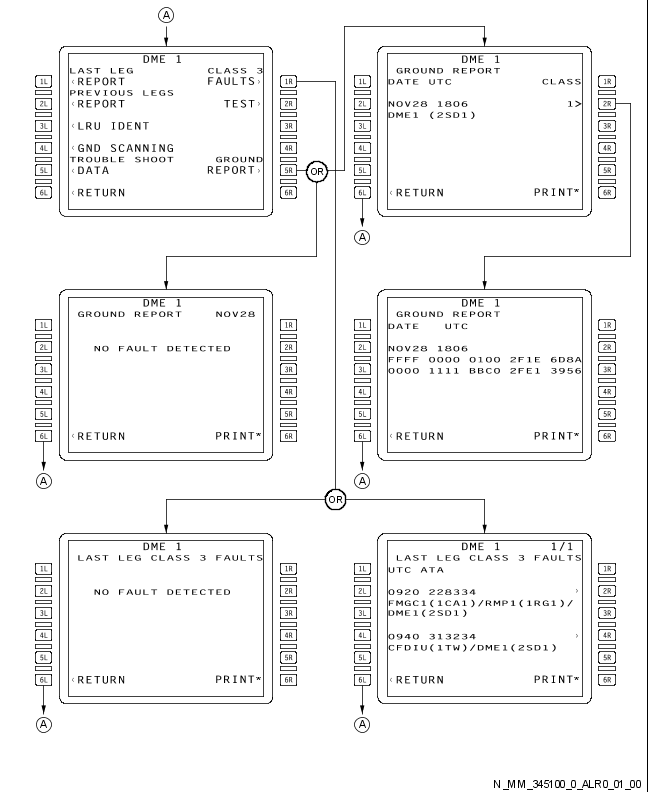 A
DME 1
LAST LEG CLASS 3
1L ‹REPORT FAULTS› 1R
PREVIOUS LEGS
2L ‹REPORT TEST› 2R
3L ‹LRU IDENT 3R
4L ‹GND SCANNING 4R
TROUBLE SHOOT GROUND
5L ‹DATA REPORT› 5R
6L ‹RETURN 6R
OR
DME 1
GROUND REPORT
1L DATE UTC CLASS 1R
2L NOV28 1806 1> 2R
DME1 (2SD1)
3L 3R
4L 4R
5L 5R
6L ‹RETURN PRINT* 6R
A
DME 1
GROUND REPORT NOV28
1L 1R
2L NO FAULT DETECTED 2R
3L 3R
4L 4R
5L 5R
6L ‹RETURN PRINT* 6R
A
DME 1
GROUND REPORT
1L DATE UTC 1R
2L NOV28 1806 2R
FFFF 0000 0100 2F1E 6D8A
3L 0000 1111 BBC0 2FE1 3956 3R
4L 4R
5L 5R
6L ‹RETURN PRINT* 6R
A
OR
DME 1
LAST LEG CLASS 3 FAULTS
1L 1R
2L NO FAULT DETECTED 2R
3L 3R
4L 4R
5L 5R
6L ‹RETURN PRINT* 6R
A
DME 1 1/1
LAST LEG CLASS 3 FAULTS
1L UTC ATA 1R
2L 0920 228334 › 2R
FMGC1(1CA1)/RMP1(1RG1)/
3L DME1(2SD1) 3R
4L 0940 313234 › 4R
CFDIU(1TW)/DME1(2SD1)
5L 5R
6L ‹RETURN PRINT* 6R
A
N_MM_345100_0_ALR0_01_00